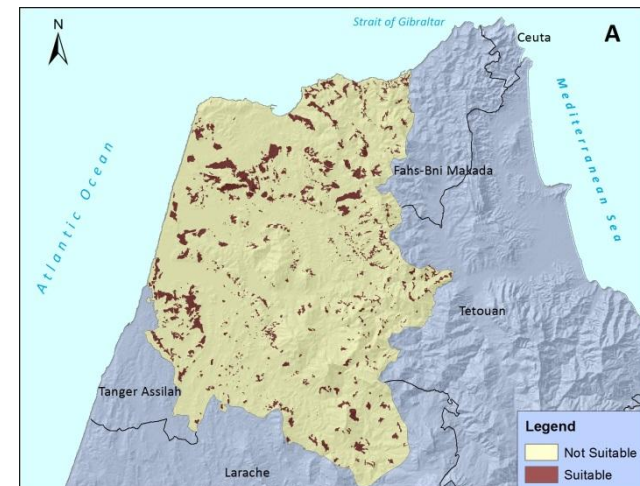 N
Strait of Gibraltar
A
Ceuta
Mediterranean Sea
Atlantic Ocean
Fahs-Bni Makada
Tetouan
Tanger Assilah
Larache
Legend
Not Suitable
Suitable